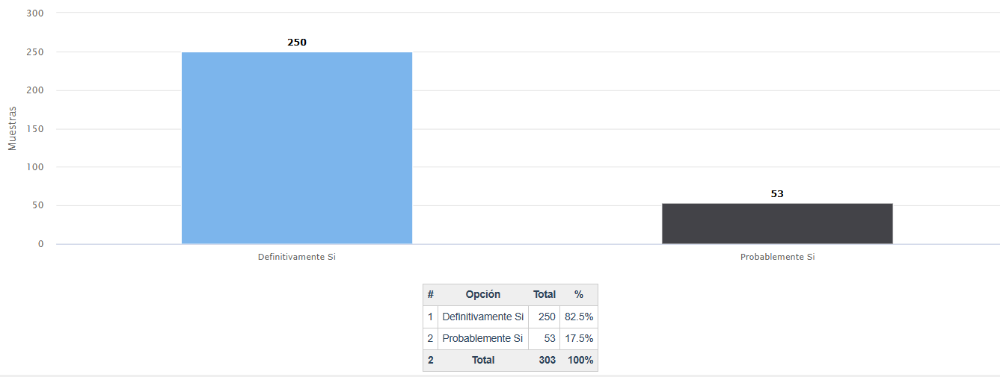 300
250
250
200
Muestras
150
100
53
50
0
Definitivamente Si Probablemente Si
# Opción Total %
1 Definitivamente Si 250 82.5%
2 Probablemente Si 53 17.5%
2 Total 303 100%